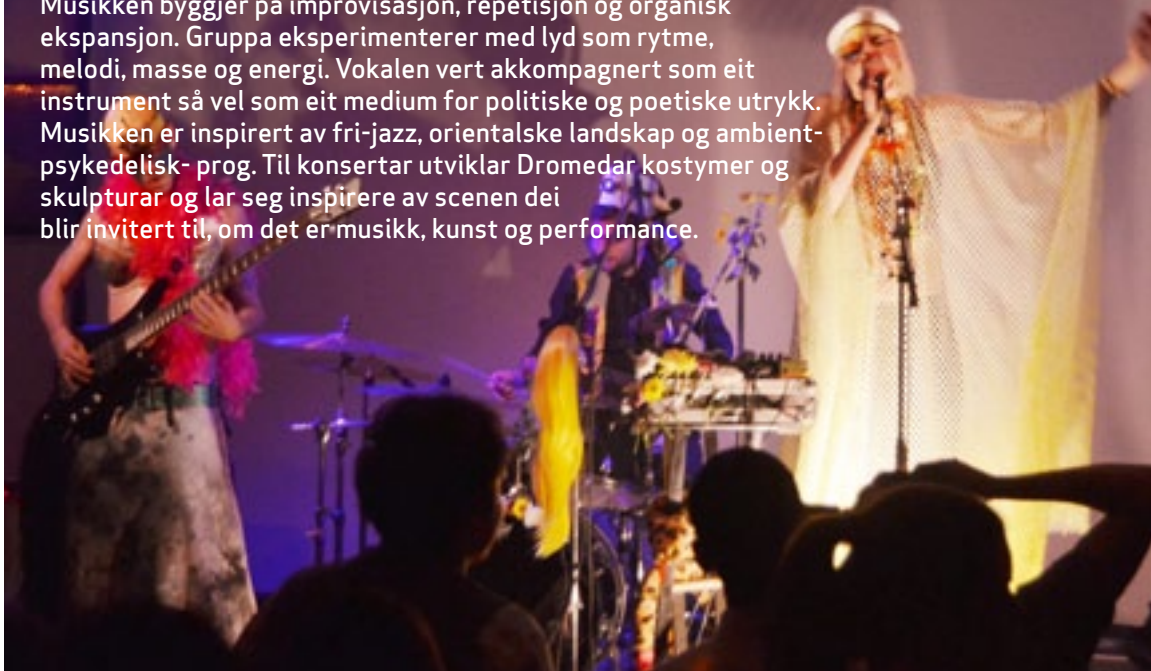 Musikken byggjer på improvisasjon, repetisjon og organisk
ekspansjon. Gruppa eksperimenterer med lyd som rytme,
melodi, masse og energi. Vokalen vert akkompagnert som eit
instrument så vel som eit medium for politiske og poetiske utrykk.
Musikken er inspirert av fri-jazz, orientalske landskap og ambient-
psykedelisk- prog. Til konsertar utviklar Dromedar kostymer og
skulpturar og lar seg inspirere av scenen dei
blir invitert til, om det er musikk, kunst og performance.